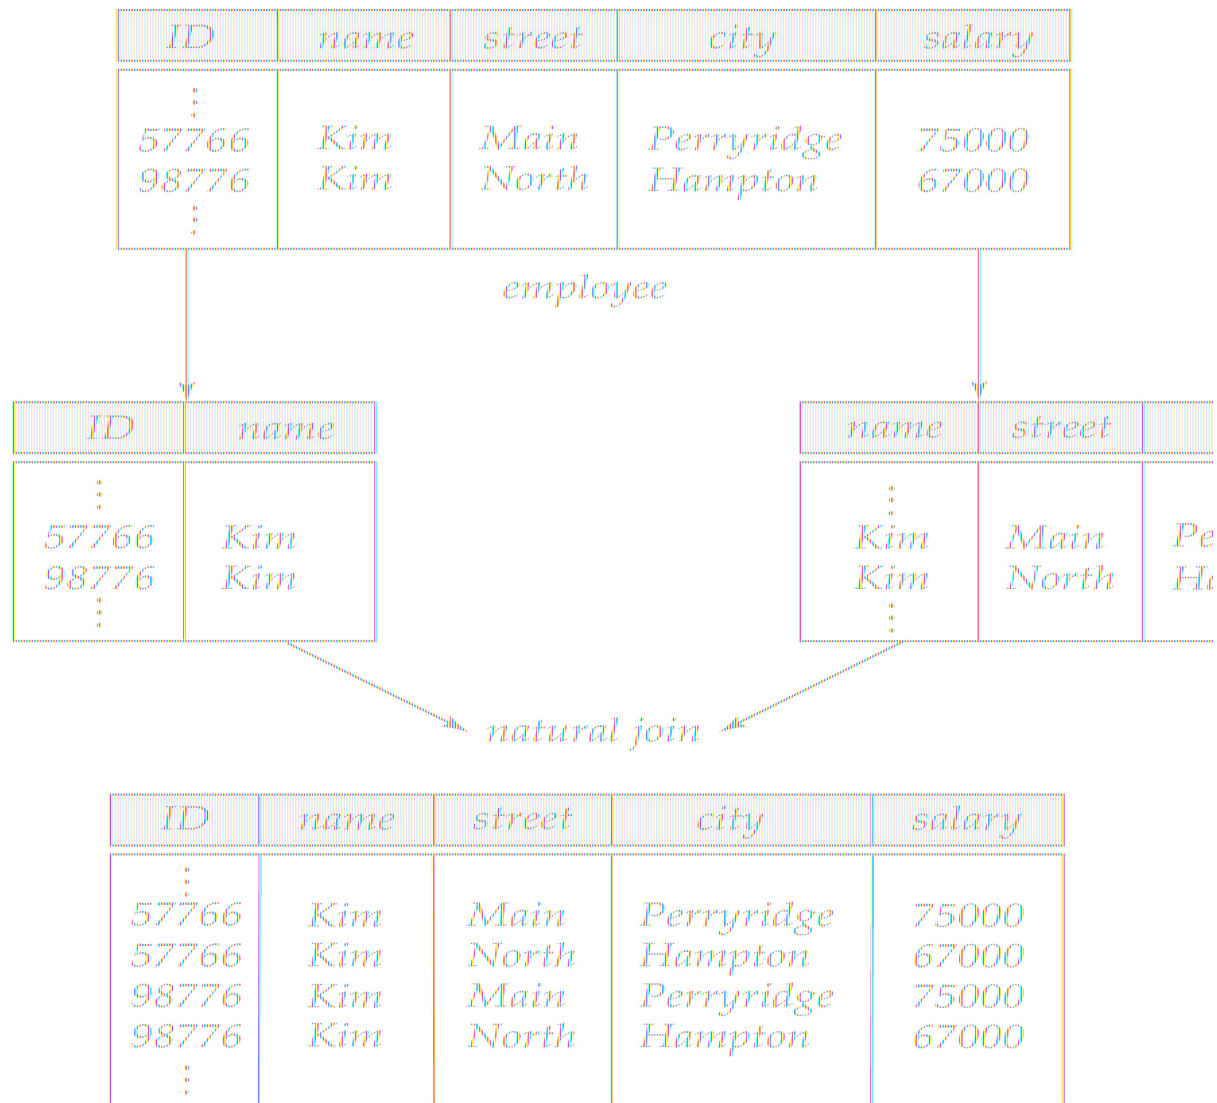 ID name street city salary
57766 Kim Main Perryridge 75000
98776 Kim North Hampton 67000
employee
ID name
57766 Kim
98776 Kim
name street
Kim Main Pe
Kim North Ha
natural join
ID name street city salary
57766 Kim Main Perryridge 75000
57766 Kim North Hampton 67000
98776 Kim Main Perryridge 75000
98776 Kim North Hampton 67000